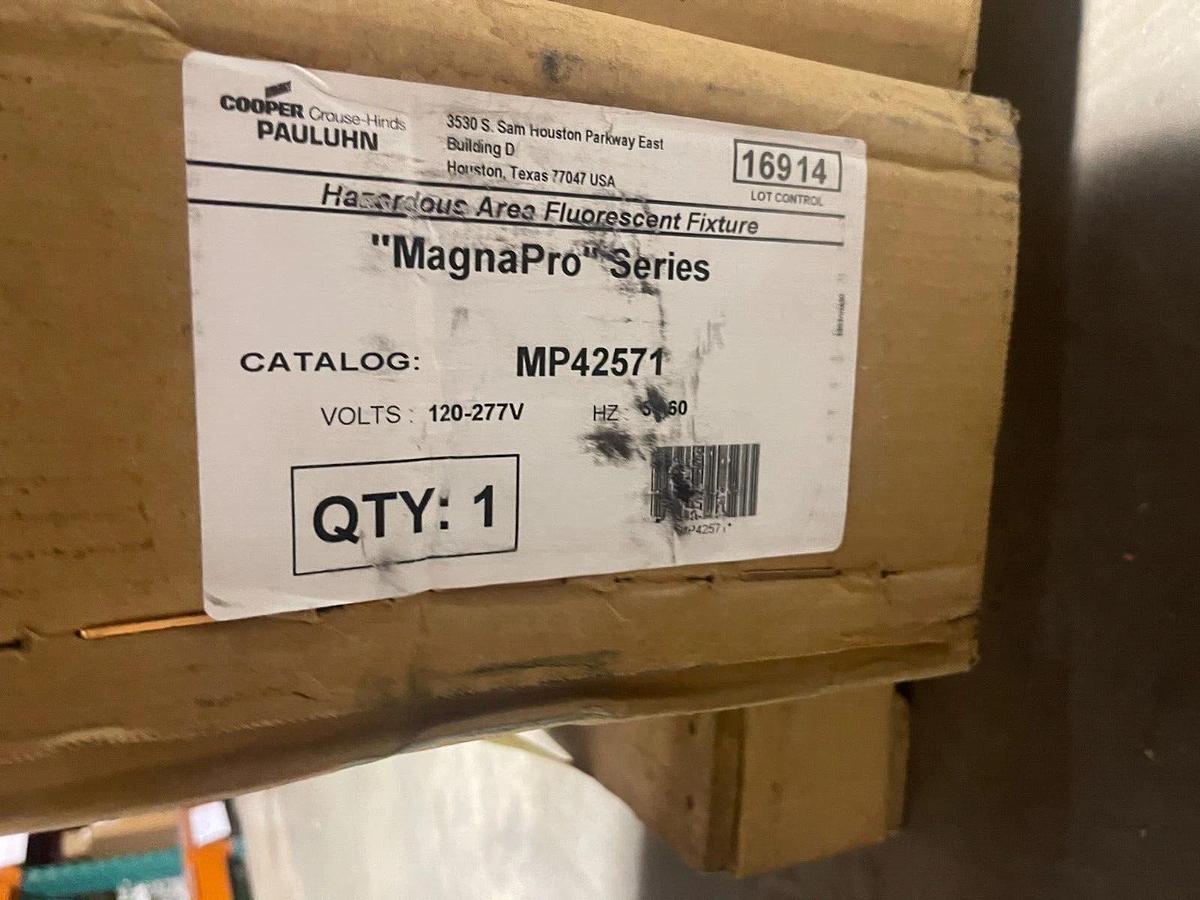 COOPER Crouse-Hinds
PAULUHN
3530 S. Sam Houston Parkway East
Building D
Houston, Texas 77047 USA
16914
LOT CONTROL
Hazardous Area Fluorescent Fixture
"MagnaPro" Series
CATALOG: MP42571
VOLTS : 120-277V HZ : 60
QTY: 1